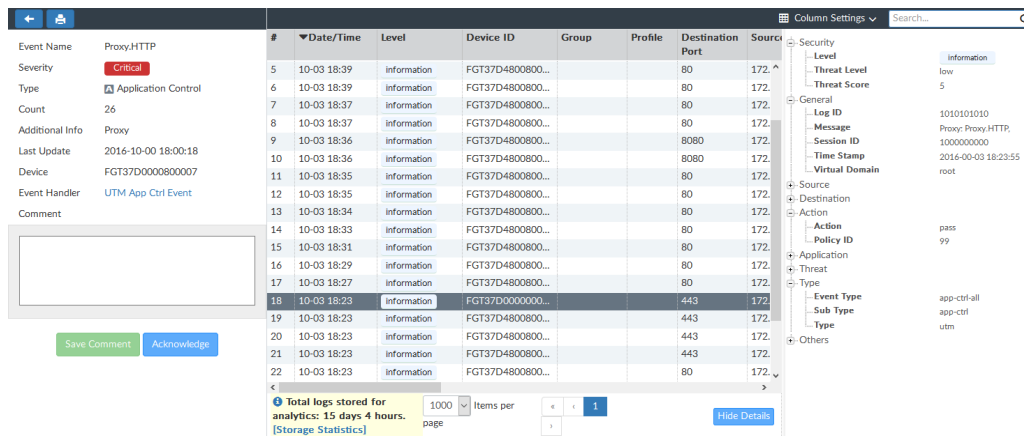 Column Settings
Search...
Event Name Proxy.HTTP
Severity Critical
Type Application Control
Count 26
Additional Info Proxy
Last Update 2016-10-00 18:00:18
Device FGT37D0000800007
Event Handler UTM App Ctrl Event
Comment
Save Comment Acknowledge
# Date/Time Level Device ID Group Profile Destination Port Source
5 10-03 18:39 information FGT37D4800800... 80 172.
6 10-03 18:39 information FGT37D4800800... 80 172.
7 10-03 18:37 information FGT37D4800800... 80 172.
8 10-03 18:37 information FGT37D4800800... 80 172.
9 10-03 18:36 information FGT37D4800800... 8080 172.
10 10-03 18:36 information FGT37D4800800... 8080 172.
11 10-03 18:35 information FGT37D4800800... 80 172.
12 10-03 18:35 information FGT37D4800800... 80 172.
13 10-03 18:34 information FGT37D4800800... 80 172.
14 10-03 18:33 information FGT37D4800800... 80 172.
15 10-03 18:31 information FGT37D4800800... 80 172.
16 10-03 18:29 information FGT37D4800800... 80 172.
17 10-03 18:27 information FGT37D4800800... 80 172.
18 10-03 18:23 information FGT37D0000000... 443 172.
19 10-03 18:23 information FGT37D4800800... 443 172.
20 10-03 18:23 information FGT37D4800800... 443 172.
21 10-03 18:23 information FGT37D4800800... 443 172.
22 10-03 18:23 information FGT37D4800800... 80 172.
Total logs stored for
analytics: 15 days 4 hours.
[Storage Statistics]
1000 Items per
page
« ‹ 1
›
Hide Details
Security
Level information
Threat Level low
Threat Score 5
General
Log ID 1010101010
Message Proxy: Proxy.HTTP,
Session ID 1000000000
Time Stamp 2016-00-03 18:23:55
Virtual Domain root
Source
Destination
Action
Action pass
Policy ID 99
Application
Threat
Type
Event Type app-ctrl-all
Sub Type app-ctrl
Type utm
Others